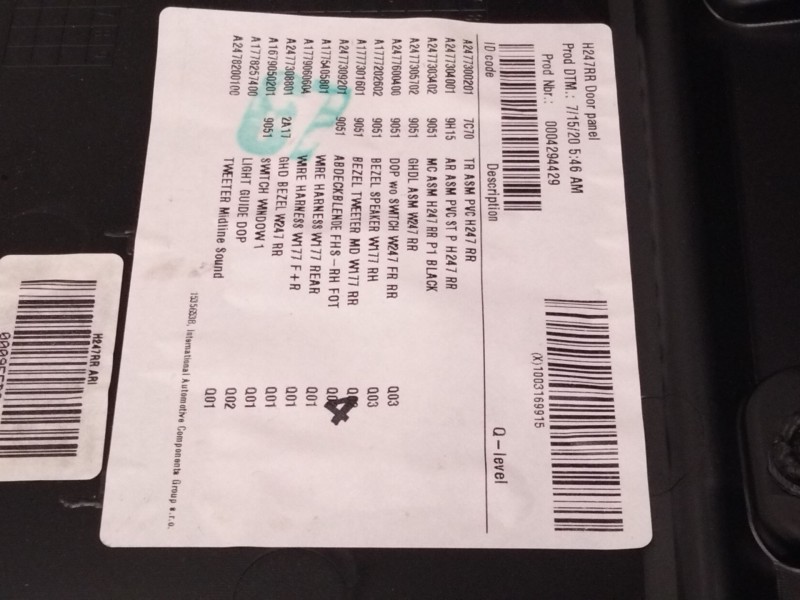 H247RR Door panel
Prod DTM.: 7/15/20 5:46 AM
Prod Nbr.: 0004294429
(X)1003169915
ID code Description Q-level
A2477300201 7C70 TR ASM PVC H247 RR
A2477304001 9H15 AR ASM PVC ST P H247 RR
A2477303402 9051 MC ASM H247 RR P1 BLACK
A2477305702 9051 GHDL ASM W247 RR
A2477600400 9051 DOP wo SWITCH W247 FR RR Q03
A1777202602 9051 BEZEL SPEAKER W177 RH Q03
A1777301601 9051 BEZEL TWEETER MD W177 RR
A2477309201 9051 ABDECKBLENDE FHS-RH FOT 4
A1775405801 WIRE HARNESS W177 REAR Q01
A1779060604 WIRE HARNESS W177 F+R Q01
A2477308801 2A17 GHD BEZEL W247 RR Q01
A1679050201 9051 SWITCH WINDOW 1 Q01
A1778257400 LIGHT GUIDE DOP Q02
A2478200100 TWEETER Midline Sound Q01
International Automotive Components Group s.r.o.
H247RR ARI